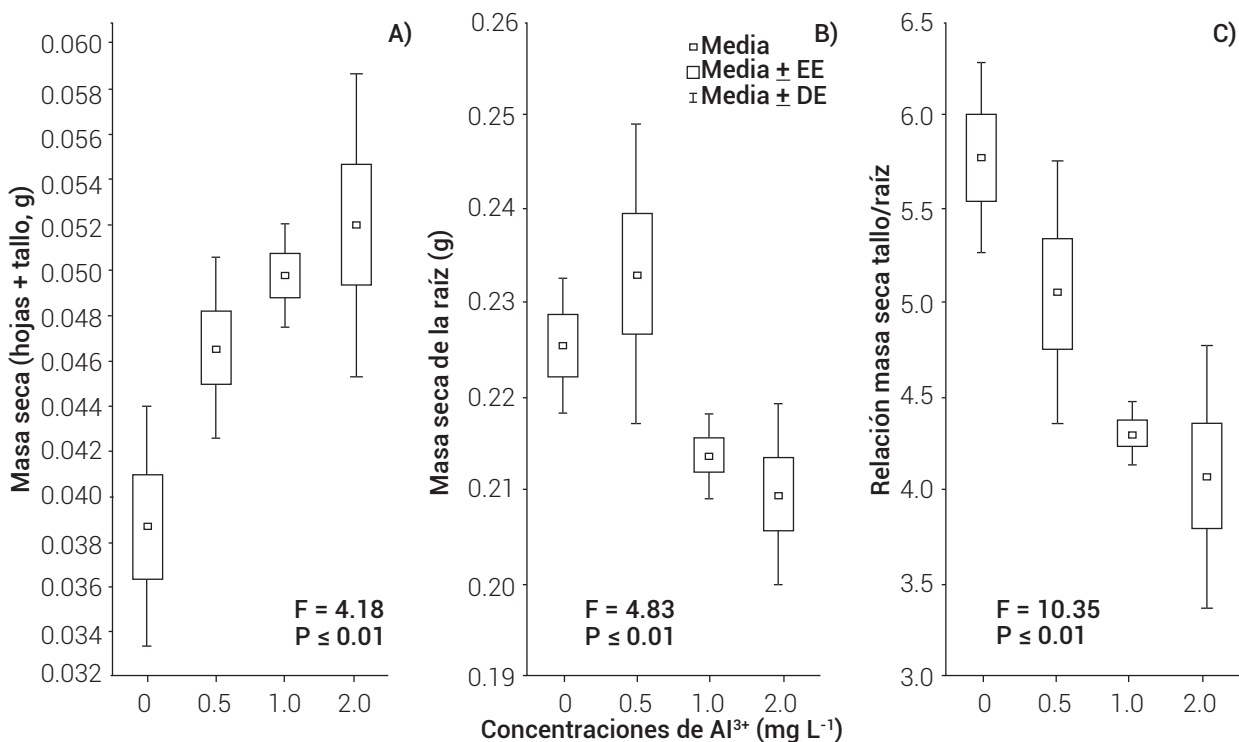 A)
Masa seca (hojas + tallo, g)
0.060
0.058
0.056
0.054
0.052
0.050
0.048
0.046
0.044
0.042
0.040
0.038
0.036
0.034
0.032
0
0.5
1.0
2.0
F = 4.18
P ≤ 0.01
B)
Media
Media ± EE
Media ± DE
Masa seca de la raíz (g)
0.26
0.25
0.24
0.23
0.22
0.21
0.20
0.19
0
0.5
1.0
2.0
F = 4.83
P ≤ 0.01
C)
Relación masa seca tallo/raíz
6.5
6.0
5.5
5.0
4.5
4.0
3.5
3.0
0
0.5
1.0
2.0
F = 10.35
P ≤ 0.01
Concentraciones de Al³⁺ (mg L⁻¹)